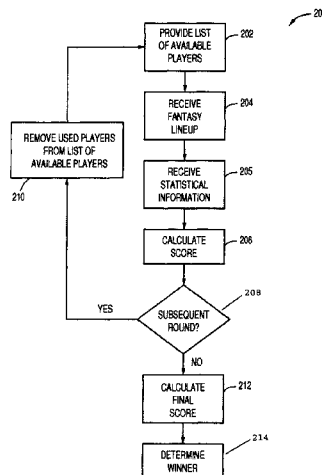 20
PROVIDE LIST
OF AVAILABLE
PLAYERS
202
RECEIVE
FANTASY
LINEUP
204
REMOVE USED PLAYERS
FROM LIST OF
AVAILABLE PLAYERS
210
RECEIVE
STATISTICAL
INFORMATION
205
CALCULATE
SCORE
206
YES
SUBSEQUENT
ROUND?
208
NO
CALCULATE
FINAL
SCORE
212
DETERMINE
WINNER
214